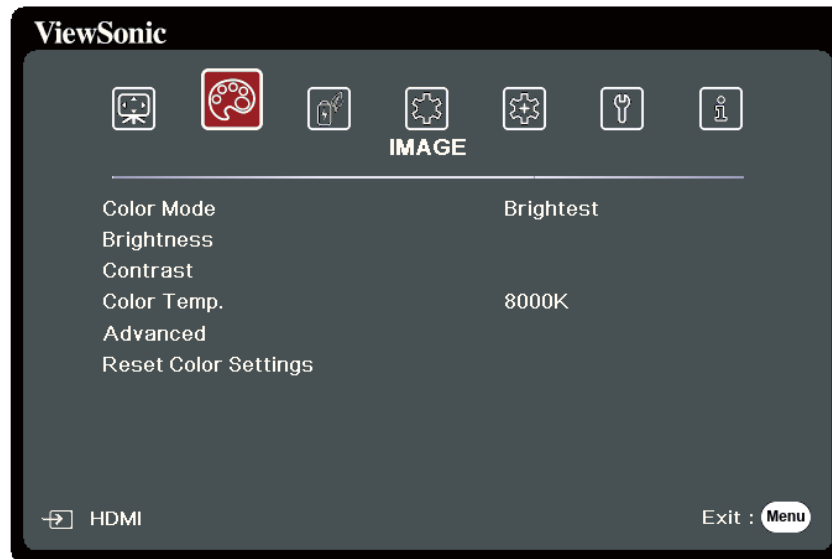 ViewSonic
IMAGE
Color Mode Brightest
Brightness
Contrast
Color Temp. 8000K
Advanced
Reset Color Settings
HDMI Exit : Menu